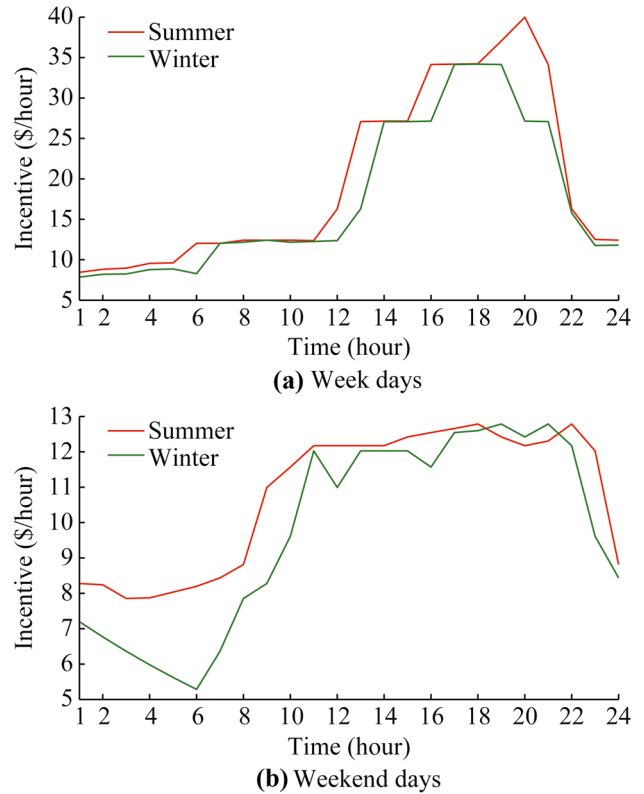 40
35
30
25
20
15
10
5
Incentive ($/hour)
Summer
Winter
1 2 4 6 8 10 12 14 16 18 20 22 24
Time (hour)
(a) Week days
13
12
11
10
9
8
7
6
5
Incentive ($/hour)
Summer
Winter
1 2 4 6 8 10 12 14 16 18 20 22 24
Time (hour)
(b) Weekend days